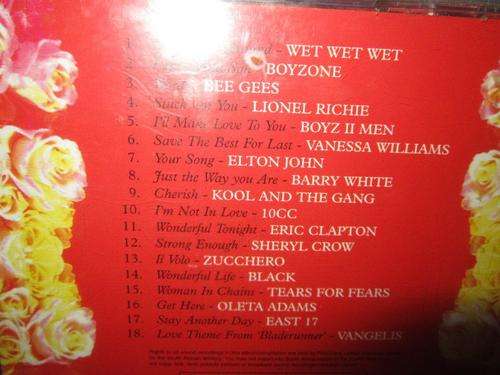 1. - WET WET WET
2. - BOYZONE
3. - BEE GEES
4. Stuck On You - LIONEL RICHIE
5. I'll Make Love To You - BOYZ II MEN
6. Save The Best For Last - VANESSA WILLIAMS
7. Your Song - ELTON JOHN
8. Just the Way you Are - BARRY WHITE
9. Cherish - KOOL AND THE GANG
10. I'm Not In Love - 10CC
11. Wonderful Tonight - ERIC CLAPTON
12. Strong Enough - SHERYL CROW
13. Il Volo - ZUCCHERO
14. Wonderful Life - BLACK
15. Woman In Chains - TEARS FOR FEARS
16. Get Here - OLETA ADAMS
17. Stay Another Day - EAST 17
18. Love Theme From 'Bladerunner' - VANGELIS